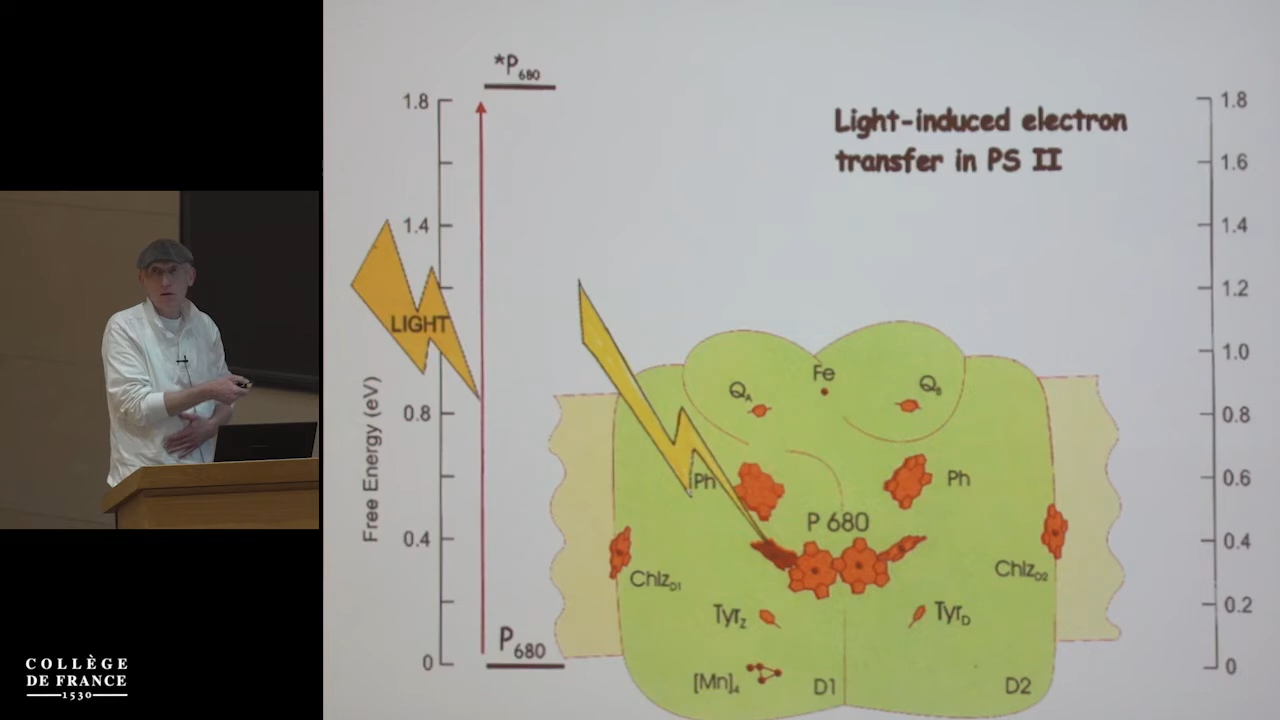 *P680
1.8
1.4
LIGHT
0.8
0.4
0
Free Energy (eV)
P680
Light-induced electron
transfer in PS II
1.8
1.6
1.4
1.2
1.0
0.8
0.6
0.4
0.2
0
Fe
QA
QB
Ph
Ph
P 680
ChlzD1
ChlzD2
TyrZ
TyrD
[Mn]4
D1
D2
COLLÈGE
DE FRANCE
1530